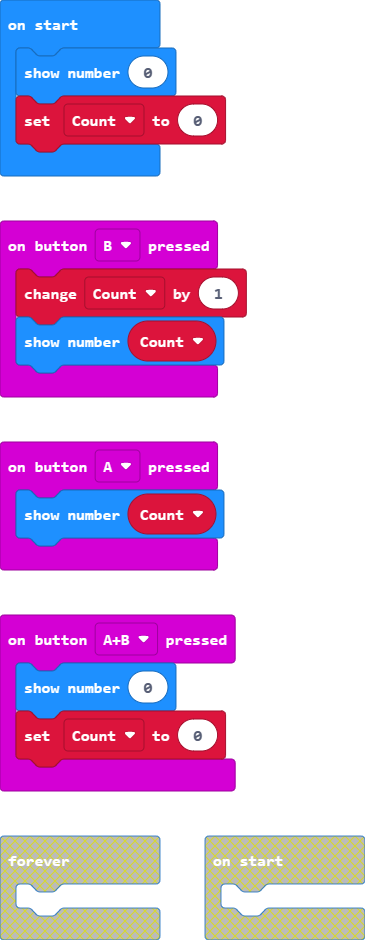 on start
show number 0
set Count to 0
on button B pressed
change Count by 1
show number Count
on button A pressed
show number Count
on button A+B pressed
show number 0
set Count to 0
forever on start